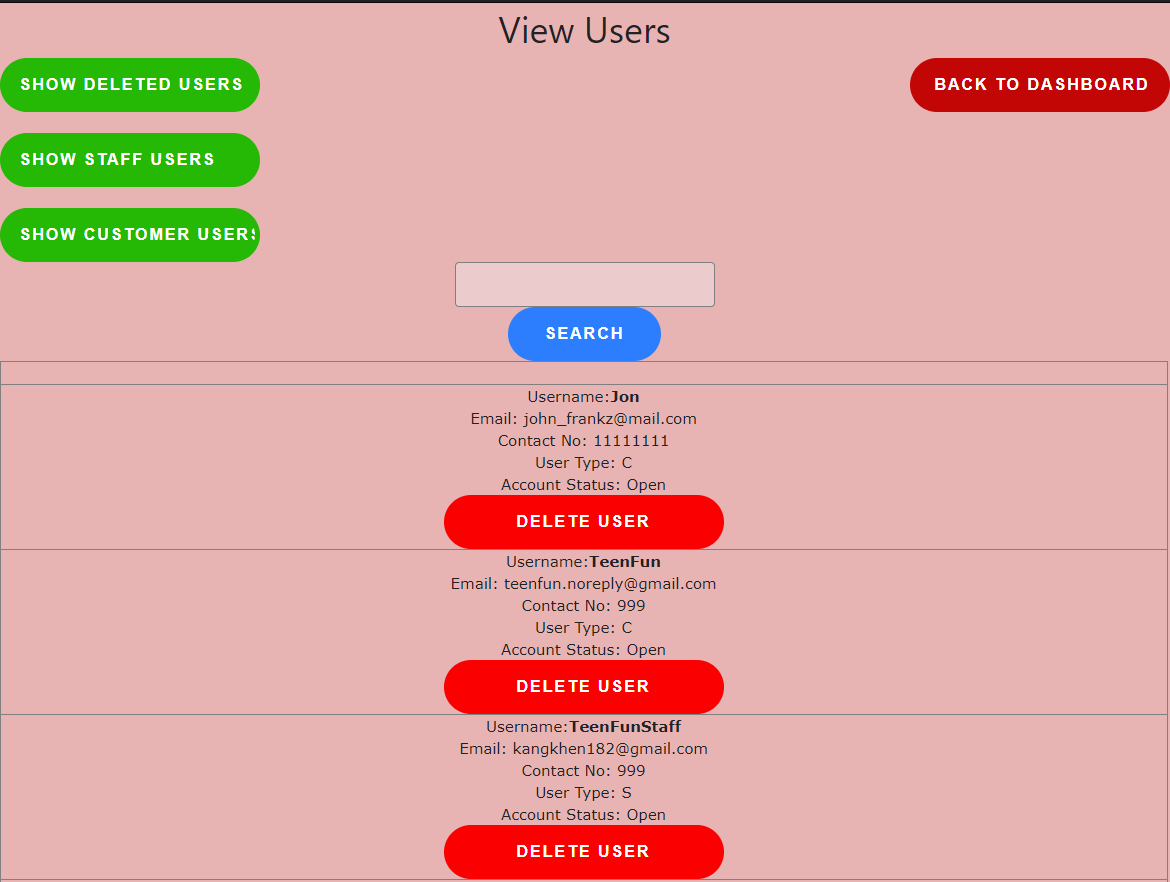 View Users
SHOW DELETED USERS
BACK TO DASHBOARD
SHOW STAFF USERS
SHOW CUSTOMER USERS
SEARCH
Username:Jon
Email: john_frankz@mail.com
Contact No: 11111111
User Type: C
Account Status: Open
DELETE USER
Username:TeenFun
Email: teenfun.noreply@gmail.com
Contact No: 999
User Type: C
Account Status: Open
DELETE USER
Username:TeenFunStaff
Email: kangkhen182@gmail.com
Contact No: 999
User Type: S
Account Status: Open
DELETE USER